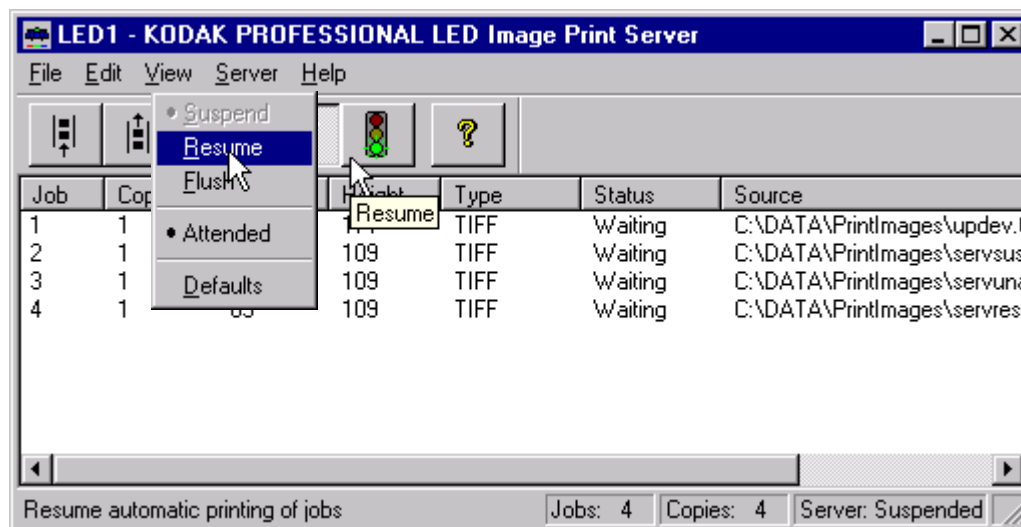 LED1 - KODAK PROFESSIONAL LED Image Print Server
File Edit View Server Help
Suspend
Resume
Flush
Attended
Defaults
?
Resume
Job Type Status Source
1 1 TIFF Waiting C:\DATA\PrintImages\updev.
2 1 109 TIFF Waiting C:\DATA\PrintImages\servsus
3 1 109 TIFF Waiting C:\DATA\PrintImages\servuna
4 1 109 TIFF Waiting C:\DATA\PrintImages\servres
Resume automatic printing of jobs Jobs: 4 Copies: 4 Server: Suspended